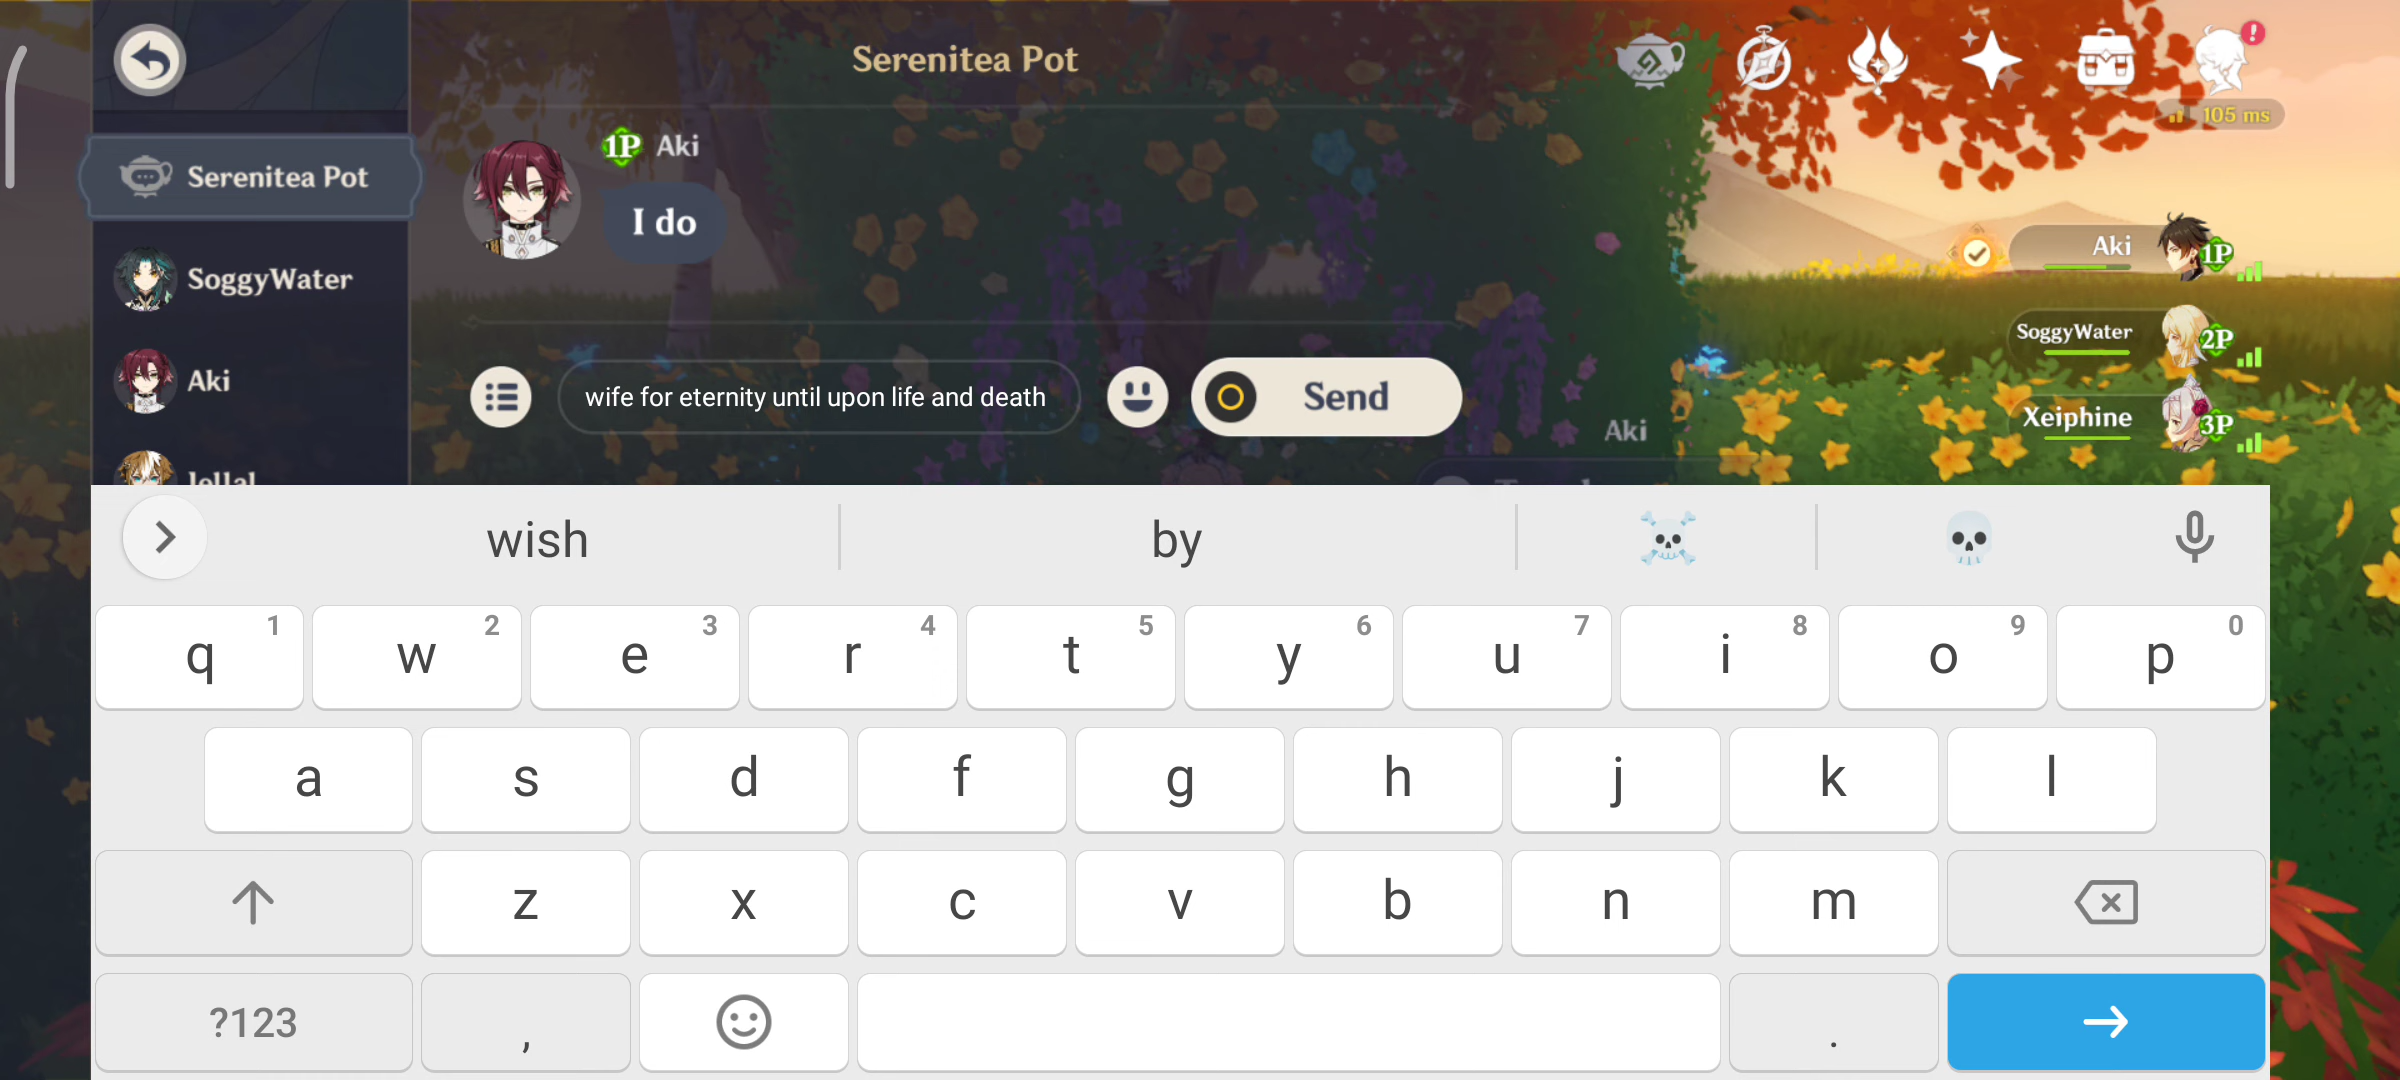 Serenitea Pot
105 ms
Serenitea Pot
SoggyWater
Aki
Jellal
1P Aki
I do
wife for eternity until upon life and death
Send
Aki
Aki 1P
SoggyWater 2P
Xeiphine 3P
wish by
q 1 w 2 e 3 r 4 t 5 y 6 u 7 i 8 o 9 p 0
a s d f g h j k l
z x c v b n m
?123 , .